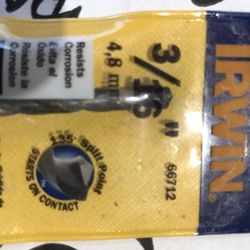 IRWIN
3/16"
4,8 m
66712
Resists
Corrosion
Evita el
Óxido
Résiste la
Corrosion
135° Split Point
STARTS ON CONTACT